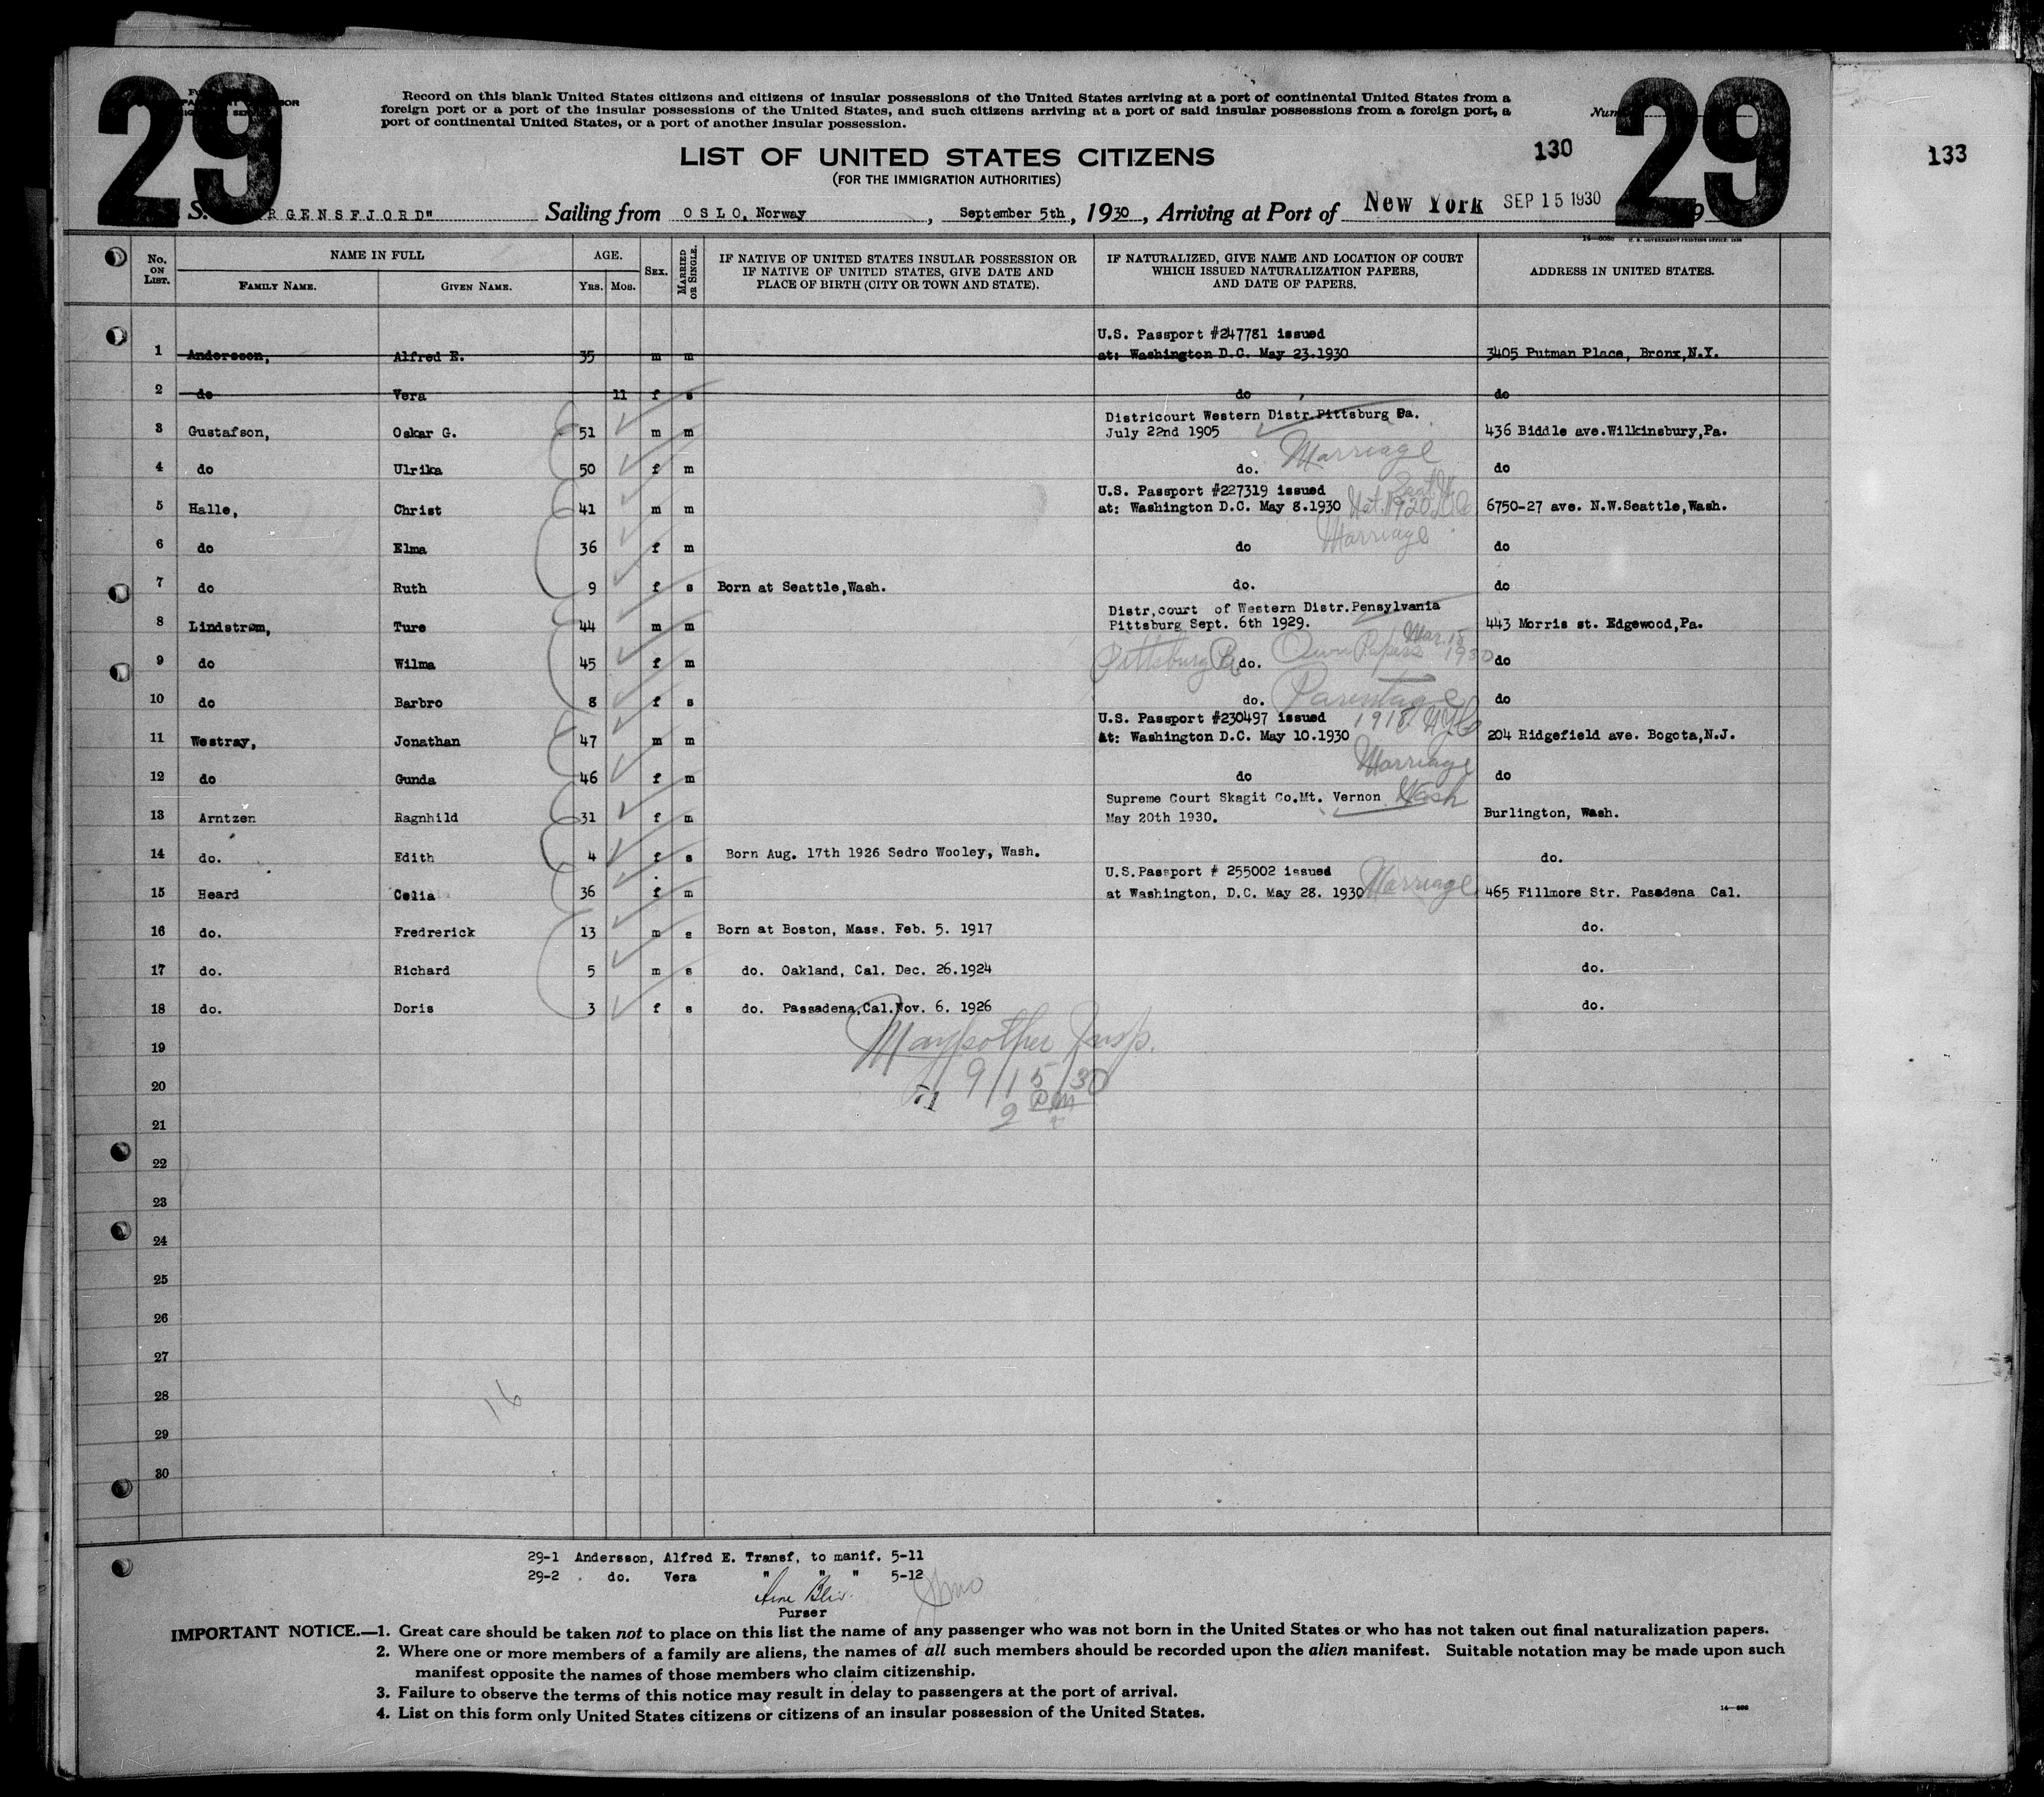 29
29
Record on this blank United States citizens and citizens of insular possessions of the United States arriving at a port of continental United States from a
foreign port or a port of the insular possessions of the United States, and such citizens arriving at a port of said insular possessions from a foreign port, a
port of continental United States, or a port of another insular possession.
LIST OF UNITED STATES CITIZENS
130
133
(FOR THE IMMIGRATION AUTHORITIES)
S. RGENSFJORD" Sailing from OSLO, Norway, September 5th, 1930, Arriving at Port of New York SEP 15 1930
No. ON LIST. NAME IN FULL AGE. SEX. MARRIED OR SINGLE. IF NATIVE OF UNITED STATES INSULAR POSSESSION OR IF NATIVE OF UNITED STATES, GIVE DATE AND PLACE OF BIRTH (CITY OR TOWN AND STATE). IF NATURALIZED, GIVE NAME AND LOCATION OF COURT WHICH ISSUED NATURALIZATION PAPERS, AND DATE OF PAPERS. ADDRESS IN UNITED STATES.
FAMILY NAME. GIVEN NAME. YRS. MOS.
U.S. Passport #247781 issued
1 Andersson, Alfred E. 35 m m at: Washington D.C. May 23.1930 3405 Putman Place, Bronx,N.Y.
2 do Vera 11 f s do do
Districourt Western Distr.Pittsburg Pa.
3 Gustafson, Oskar G. 51 m m July 22nd 1905 436 Biddle ave.Wilkinsbury,Pa.
4 do Ulrika 50 f m do. Marriage do
U.S. Passport #227319 issued
5 Halle, Christ 41 m m at: Washington D.C. May 8.1930 Nat. 1920 6750-27 ave. N.W.Seattle,Wash.
6 do Elma 36 f m do Marriage do
7 do Ruth 9 f s Born at Seattle,Wash. do. do
Distr,court of Western Distr.Pensylvania
8 Lindstrøm, Ture 44 m m Pittsburg Sept. 6th 1929. 443 Morris st. Edgewood,Pa.
9 do Wilma 45 f m Pittsburg Pa do. Own Papers Mar. 15 1930 do
10 do Barbro 8 f s do. Parentage do
U.S. Passport #230497 issued 1918
11 Westray, Jonathan 47 m m At: Washington D.C. May 10.1930 204 Ridgefield ave. Bogota,N.J.
12 do Gunda 46 f m do Marriage do
Supreme Court Skagit Co.Mt. Vernon Wash
13 Arntzen Ragnhild 31 f m May 20th 1930. Burlington, Wash.
14 do. Edith 4 f s Born Aug. 17th 1926 Sedro Wooley, Wash. do.
U.S.Passport # 255002 issued
15 Heard Celia 36 f m at Washington, D.C. May 28. 1930 Marriage 465 Fillmore Str. Pasadena Cal.
16 do. Fredrerick 13 m s Born at Boston, Mass. Feb. 5. 1917 do.
17 do. Richard 5 m s do. Oakland, Cal. Dec. 26.1924 do.
18 do. Doris 3 f s do. Passadena,Cal.Nov. 6. 1926 do.
19 Insp.
20 9/15/30
21 2 PM
22
23
24
25
26
27
28 16
29
30
29-1 Andersson, Alfred E. Transf, to manif. 5-11
29-2 do. Vera " " " 5-12
Purser
IMPORTANT NOTICE.—1. Great care should be taken not to place on this list the name of any passenger who was not born in the United States or who has not taken out final naturalization papers.
2. Where one or more members of a family are aliens, the names of all such members should be recorded upon the alien manifest. Suitable notation may be made upon such
manifest opposite the names of those members who claim citizenship.
3. Failure to observe the terms of this notice may result in delay to passengers at the port of arrival.
4. List on this form only United States citizens or citizens of an insular possession of the United States.